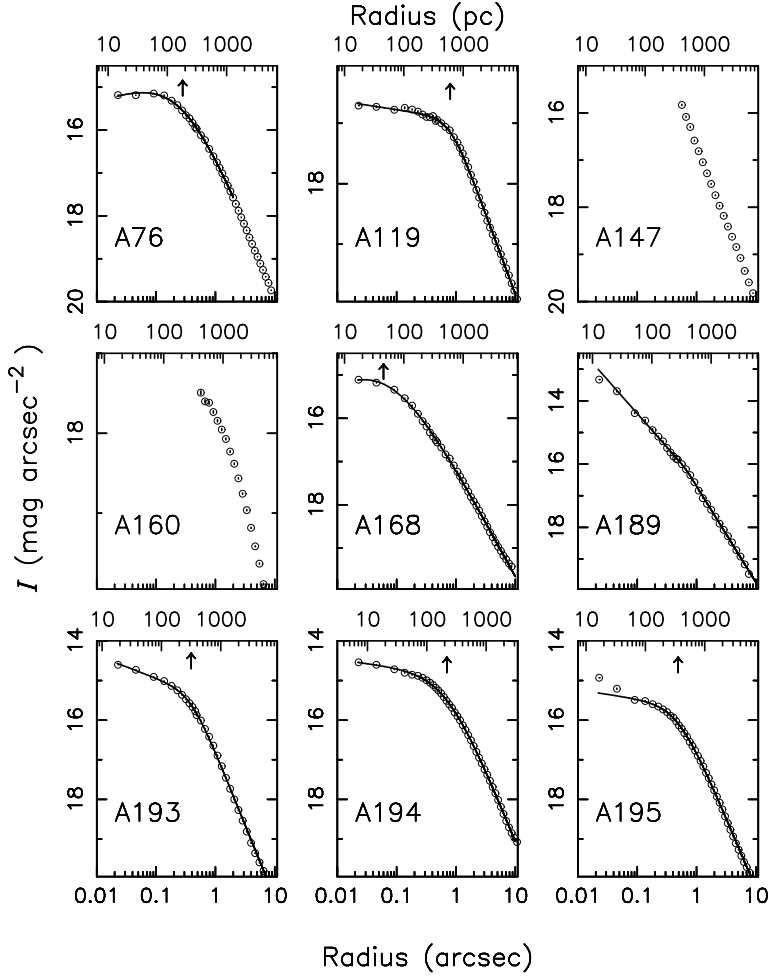 Radius (pc)
10 100 1000 10 100 1000 10 100 1000
16 18 20 A76
18 A119
16 18 20 A147
10 1000 10 100 1000 10 100 1000
I (mag arcsec−2)
18 A160
16 18 A168
14 16 18 A189
10 100 1000 10 100 1000 10 100 1000
14 16 18 A193
14 16 18 A194
14 16 18 A195
0.01 0.1 1 10 0.01 0.1 1 10 0.01 0.1 1 10
Radius (arcsec)